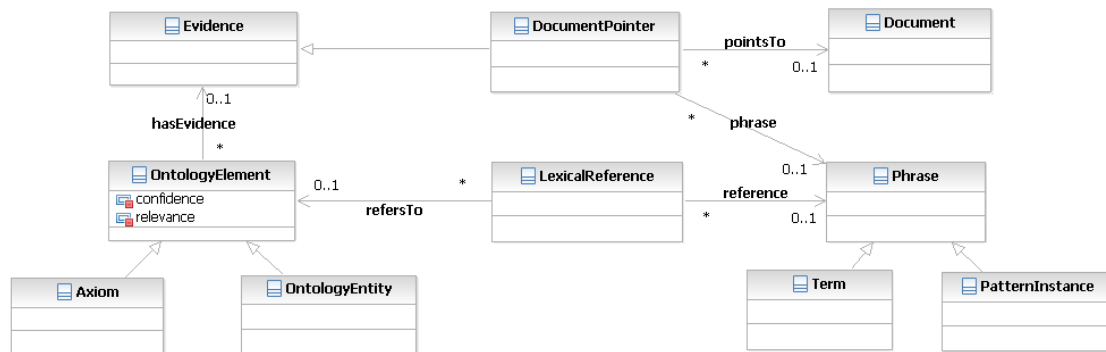 Evidence
DocumentPointer
Document
pointsTo
*
0..1
0..1
hasEvidence
*
*
phrase
0..1
OntologyElement
confidence
relevance
0..1
*
refersTo
LexicalReference
reference
*
0..1
Phrase
Axiom
OntologyEntity
Term
PatternInstance